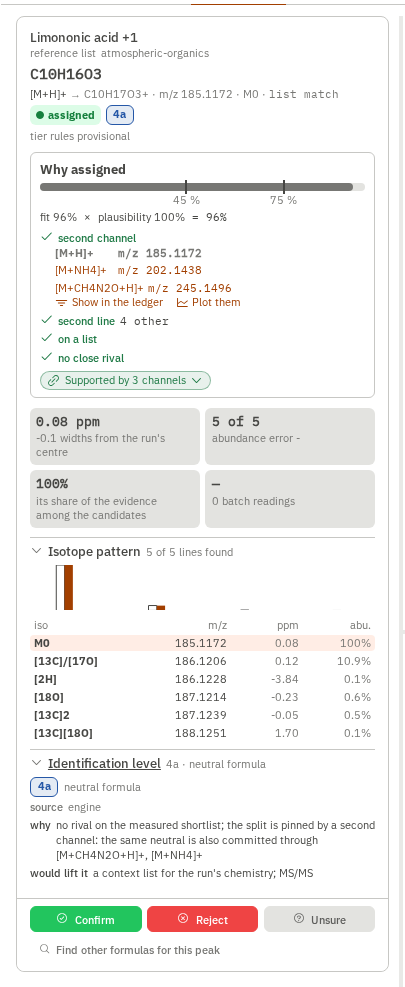 Limononic acid +1
reference list atmospheric-organics
C10H16O3
[M+H]+ → C10H17O3+ · m/z 185.1172 · M0 · list match
assigned 4a
tier rules provisional
Why assigned
45 % 75 %
fit 96% × plausibility 100% = 96%
second channel
[M+H]+ m/z 185.1172
[M+NH4]+ m/z 202.1438
[M+CH4N2O+H]+ m/z 245.1496
Show in the ledger Plot them
second line 4 other
on a list
no close rival
Supported by 3 channels
0.08 ppm
-0.1 widths from the run's
centre
5 of 5
abundance error -
100%
its share of the evidence
among the candidates
—
0 batch readings
Isotope pattern 5 of 5 lines found
iso m/z ppm abu.
M0 185.1172 0.08 100%
[13C]/[17O] 186.1206 0.12 10.9%
[2H] 186.1228 -3.84 0.1%
[18O] 187.1214 -0.23 0.6%
[13C]2 187.1239 -0.05 0.5%
[13C][18O] 188.1251 1.70 0.1%
Identification level 4a · neutral formula
4a neutral formula
source engine
why no rival on the measured shortlist; the split is pinned by a second
channel: the same neutral is also committed through
[M+CH4N2O+H]+, [M+NH4]+
would lift it a context list for the run's chemistry; MS/MS
Confirm Reject Unsure
Find other formulas for this peak